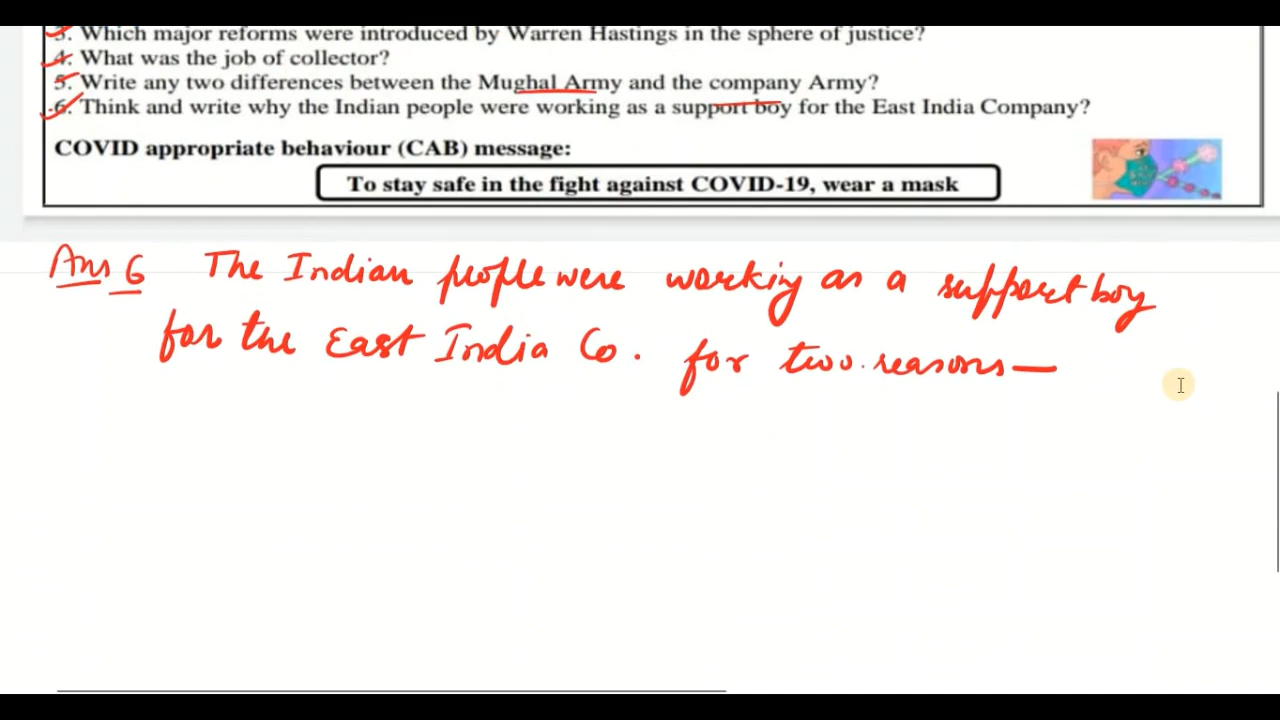 3. Which major reforms were introduced by Warren Hastings in the sphere of justice?
4. What was the job of collector?
5. Write any two differences between the Mughal Army and the company Army?
6. Think and write why the Indian people were working as a support boy for the East India Company?
COVID appropriate behaviour (CAB) message:
To stay safe in the fight against COVID-19, wear a mask
Ans 6 The Indian people were working as a support boy
for the East India Co. for two reasons—